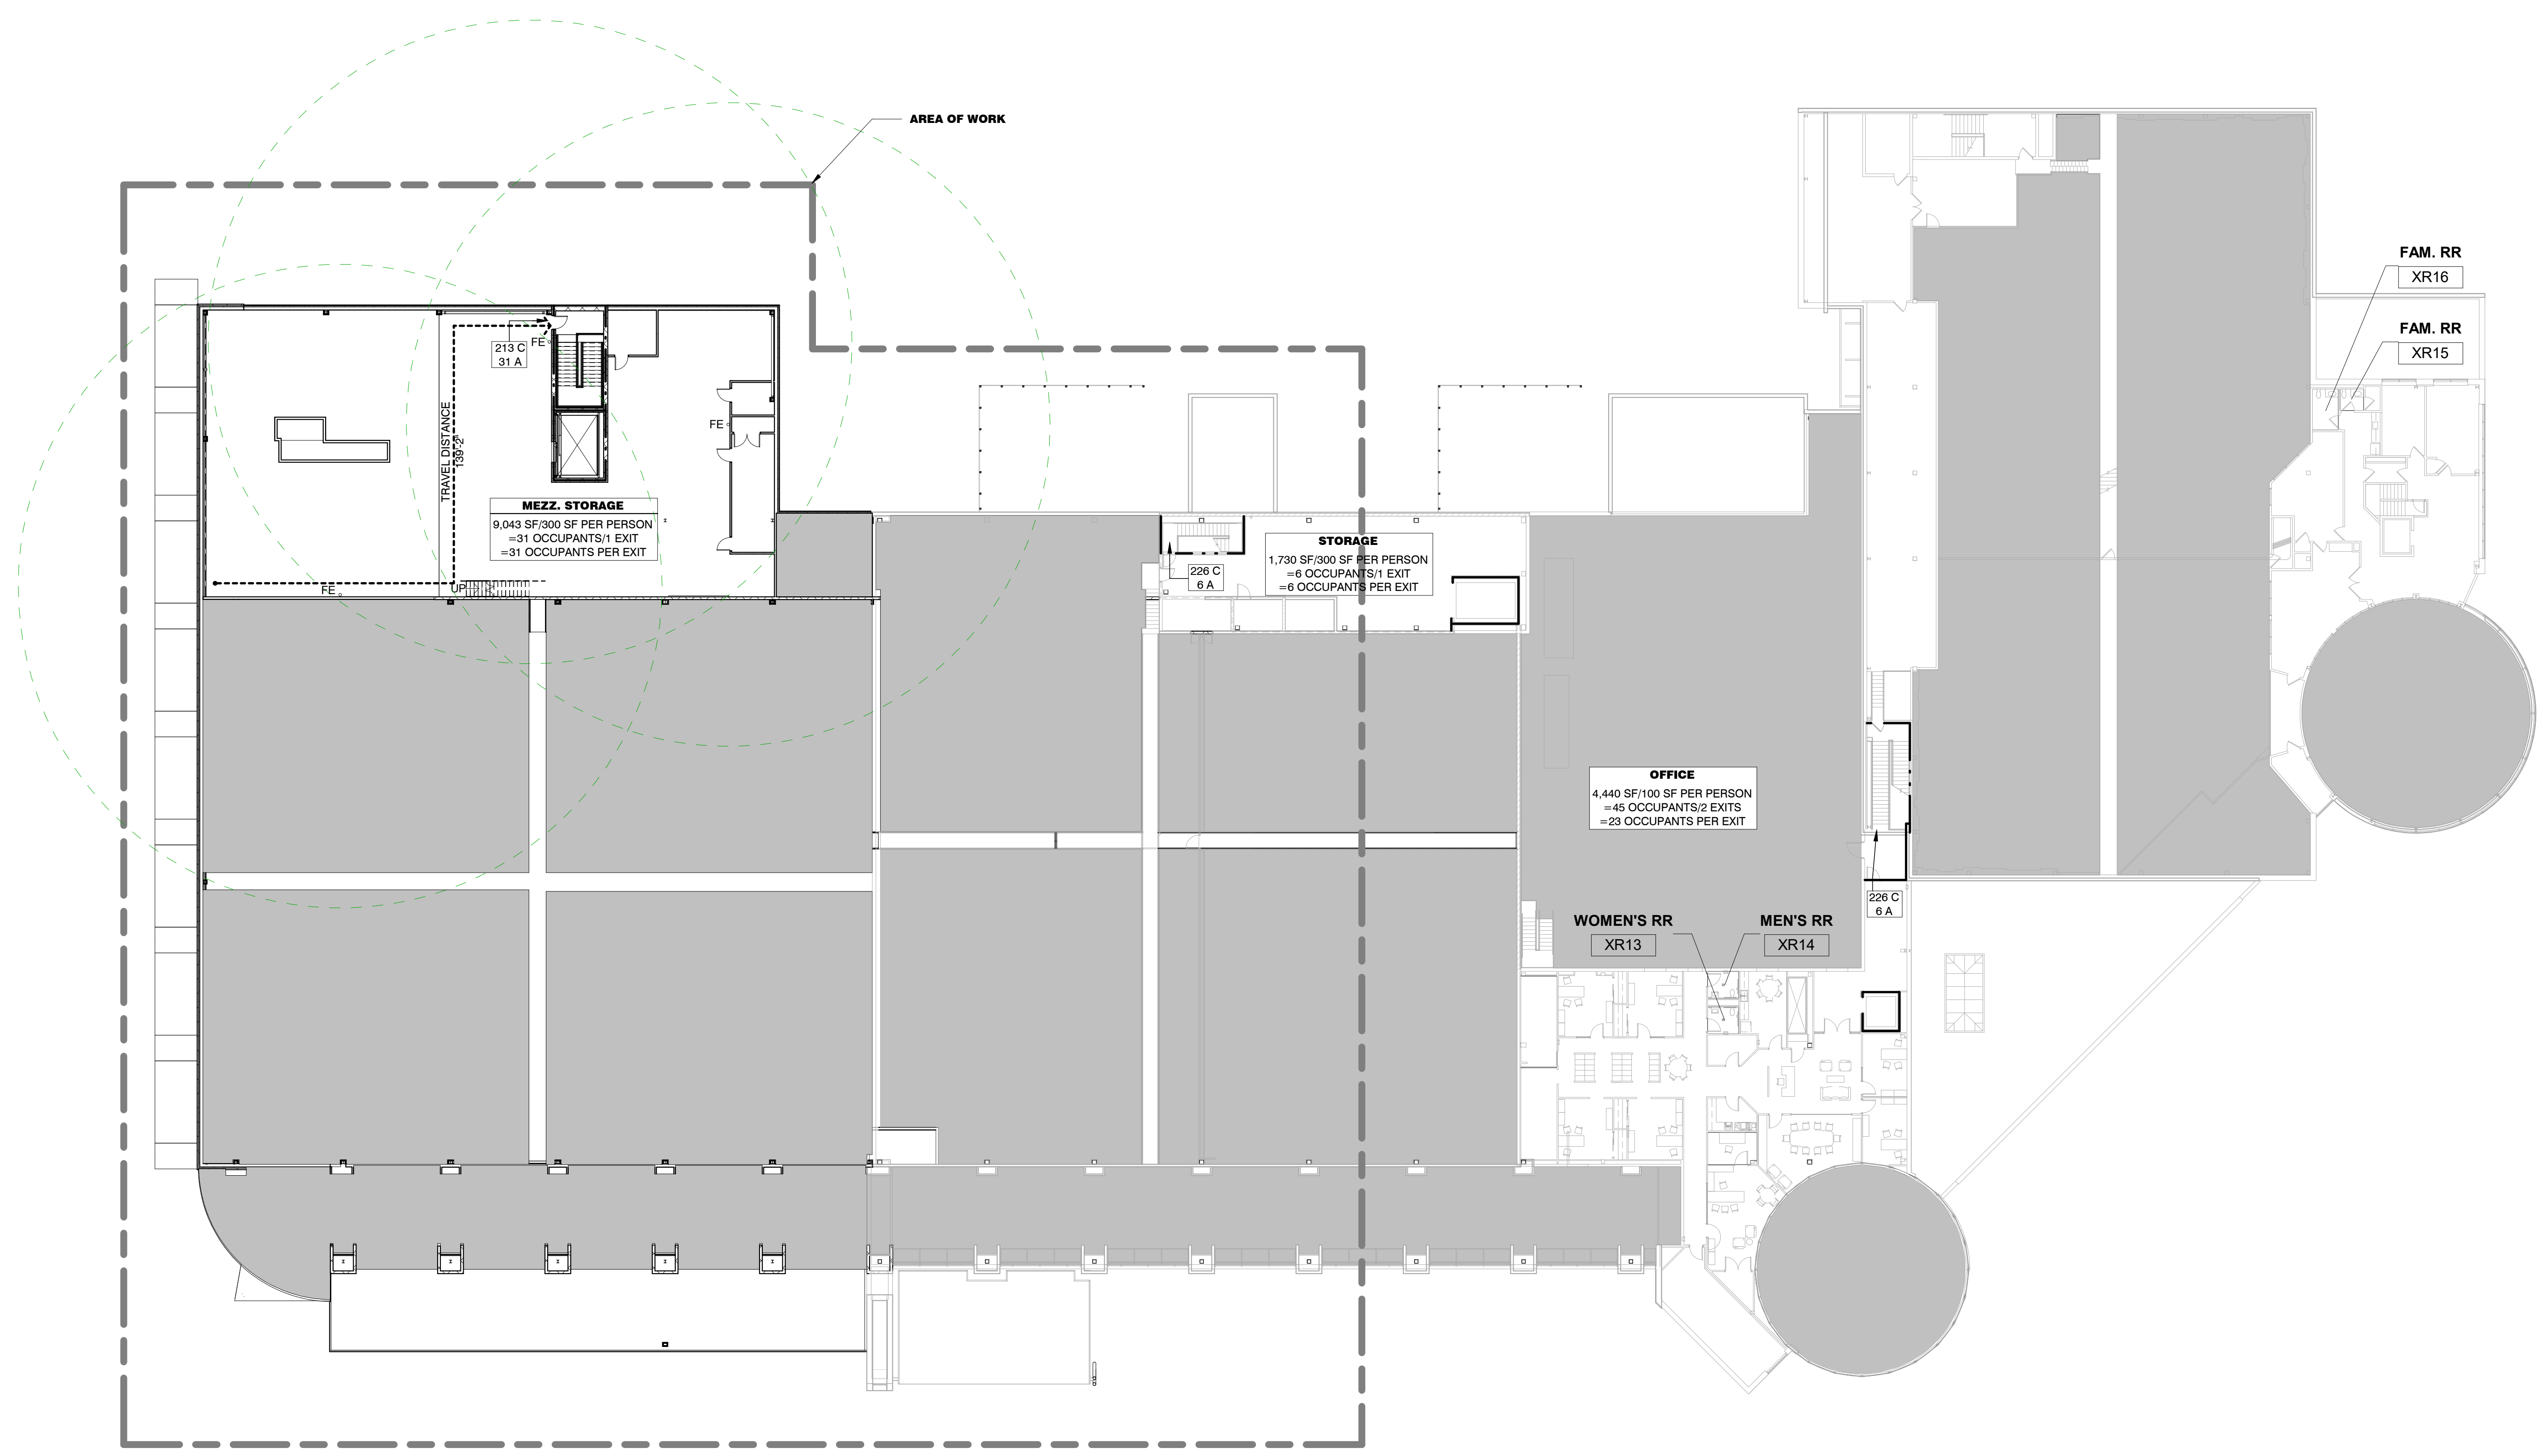 AREA OF WORK
FAM. RR
XR16
FAM. RR
XR15
213 C
31 A
FE
TRAVEL DISTANCE
139'-2"
FE
MEZZ. STORAGE
9,043 SF/300 SF PER PERSON
=31 OCCUPANTS/1 EXIT
=31 OCCUPANTS PER EXIT
FE
UP
STORAGE
1,730 SF/300 SF PER PERSON
=6 OCCUPANTS/1 EXIT
=6 OCCUPANTS PER EXIT
226 C
6 A
OFFICE
4,440 SF/100 SF PER PERSON
=45 OCCUPANTS/2 EXITS
=23 OCCUPANTS PER EXIT
226 C
6 A
WOMEN'S RR
XR13
MEN'S RR
XR14